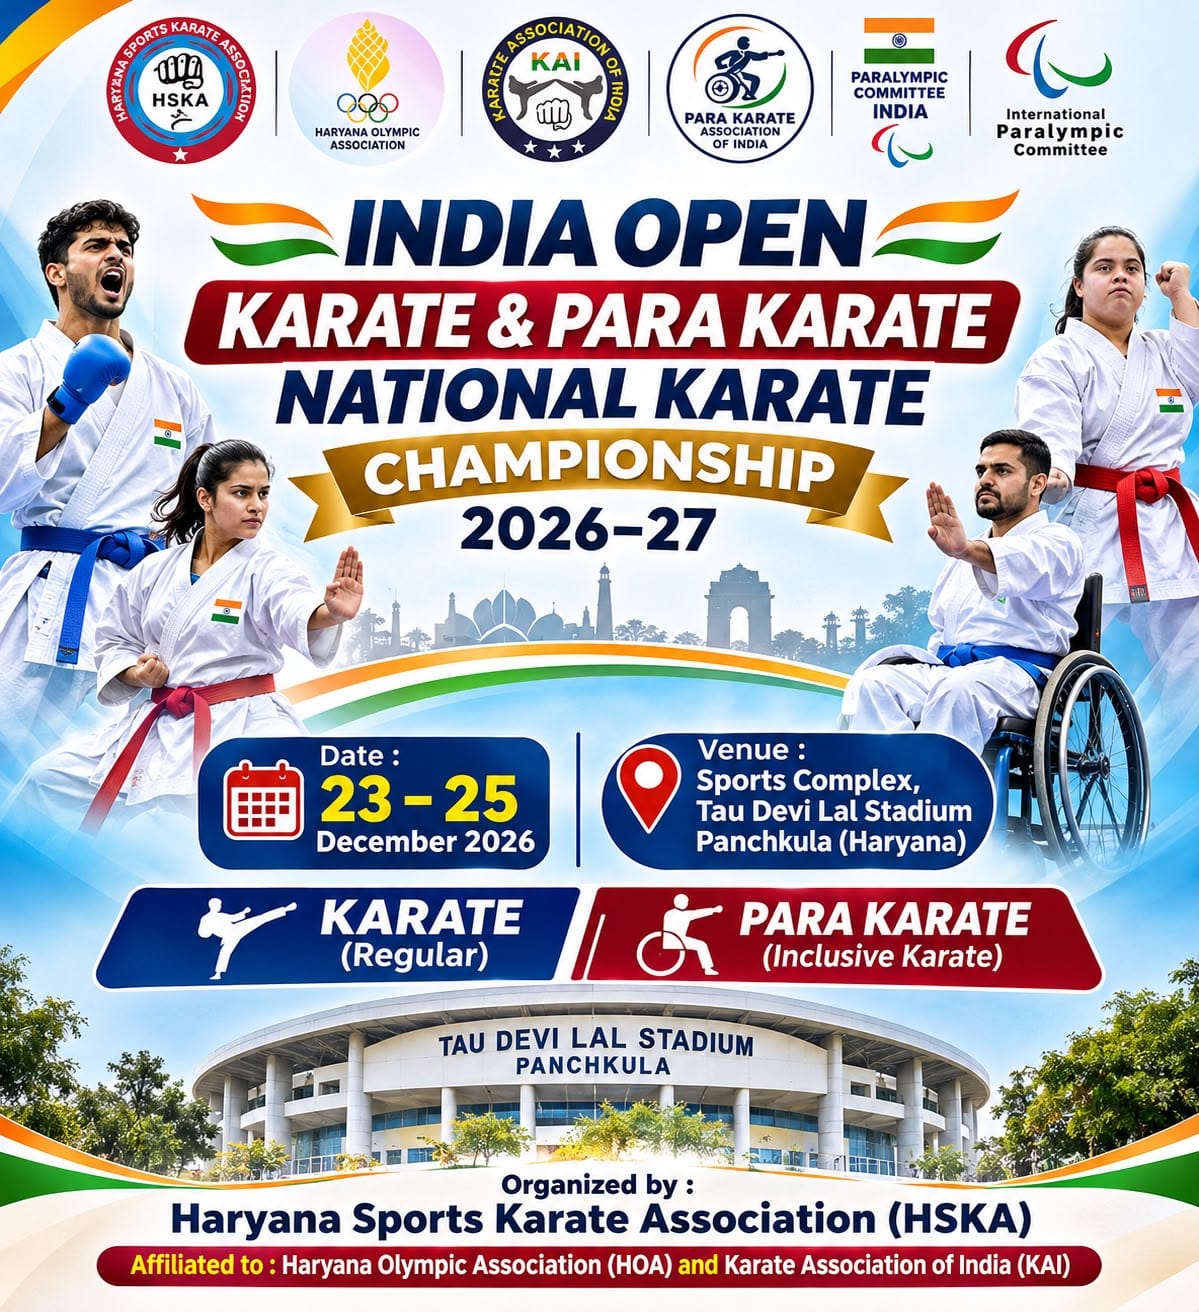 HARYANA SPORTS KARATE ASSOCIATION
HSKA
HARYANA OLYMPIC
ASSOCIATION
KARATE ASSOCIATION OF INDIA
KAI
PARA KARATE
ASSOCIATION
OF INDIA
PARALYMPIC
COMMITTEE
INDIA
International
Paralympic
Committee
INDIA OPEN
KARATE & PARA KARATE
NATIONAL KARATE
CHAMPIONSHIP
2026-27
Date :
23 - 25
December 2026
Venue :
Sports Complex,
Tau Devi Lal Stadium
Panchkula (Haryana)
KARATE
(Regular)
PARA KARATE
(Inclusive Karate)
TAU DEVI LAL STADIUM
PANCHKULA
Organized by :
Haryana Sports Karate Association (HSKA)
Affiliated to : Haryana Olympic Association (HOA) and Karate Association of India (KAI)